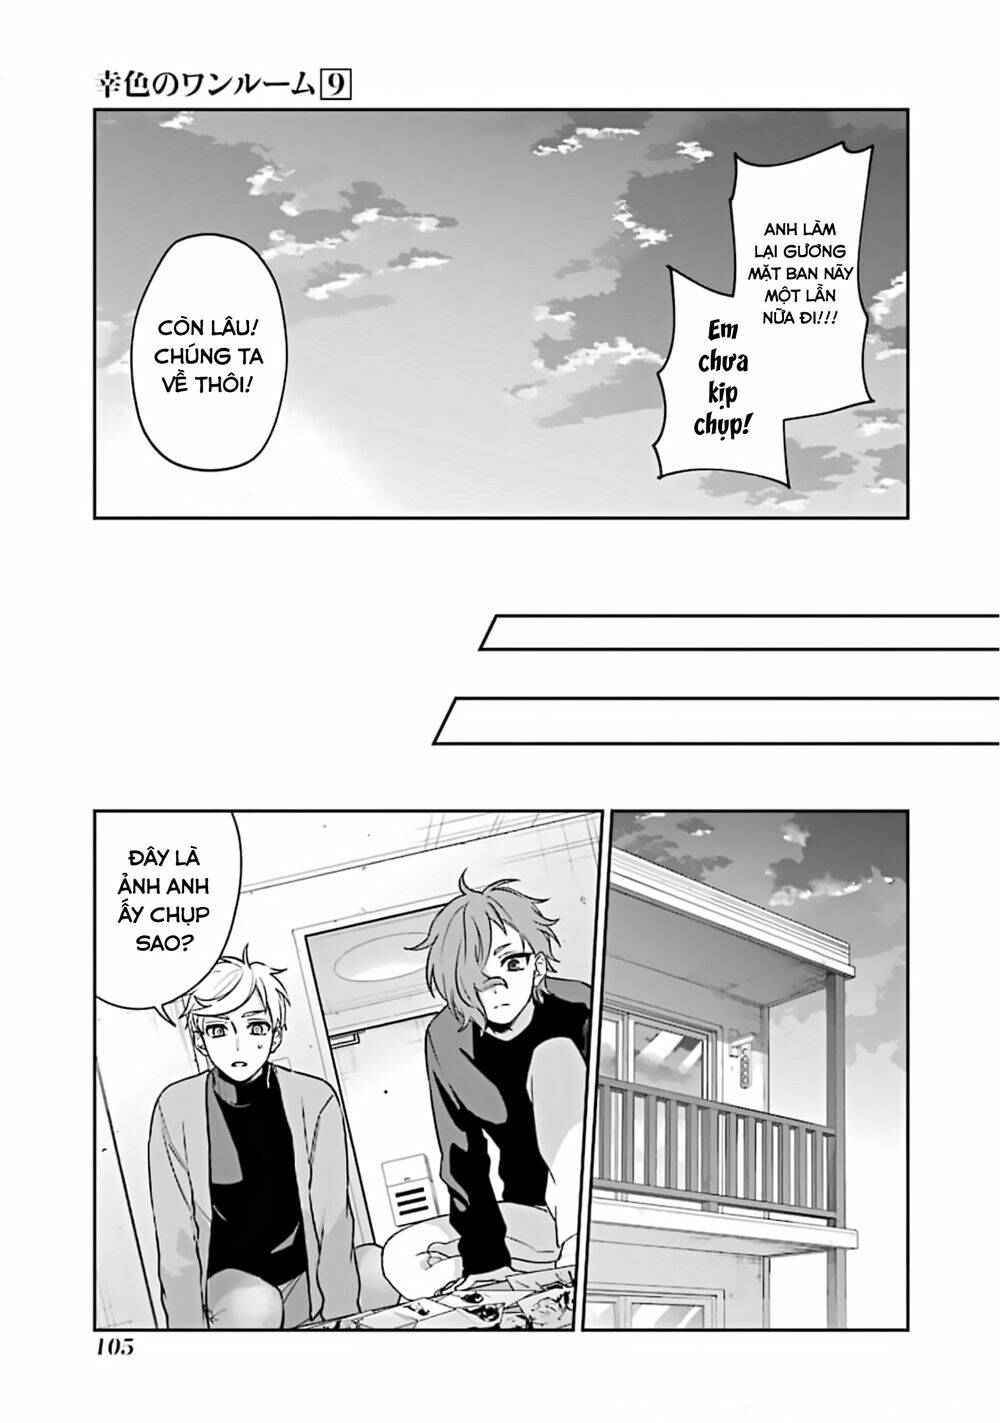 幸色のワンルーム 9
ANH LÀM
LẠI GƯƠNG
MẶT BAN NÃY
MỘT LẦN
NỮA ĐI!!!
Em
chưa
kịp
chụp!
CÒN LÂU!
CHÚNG TA
VỀ THÔI!
ĐÂY LÀ
ẢNH ANH
ẤY CHỤP
SAO?
105